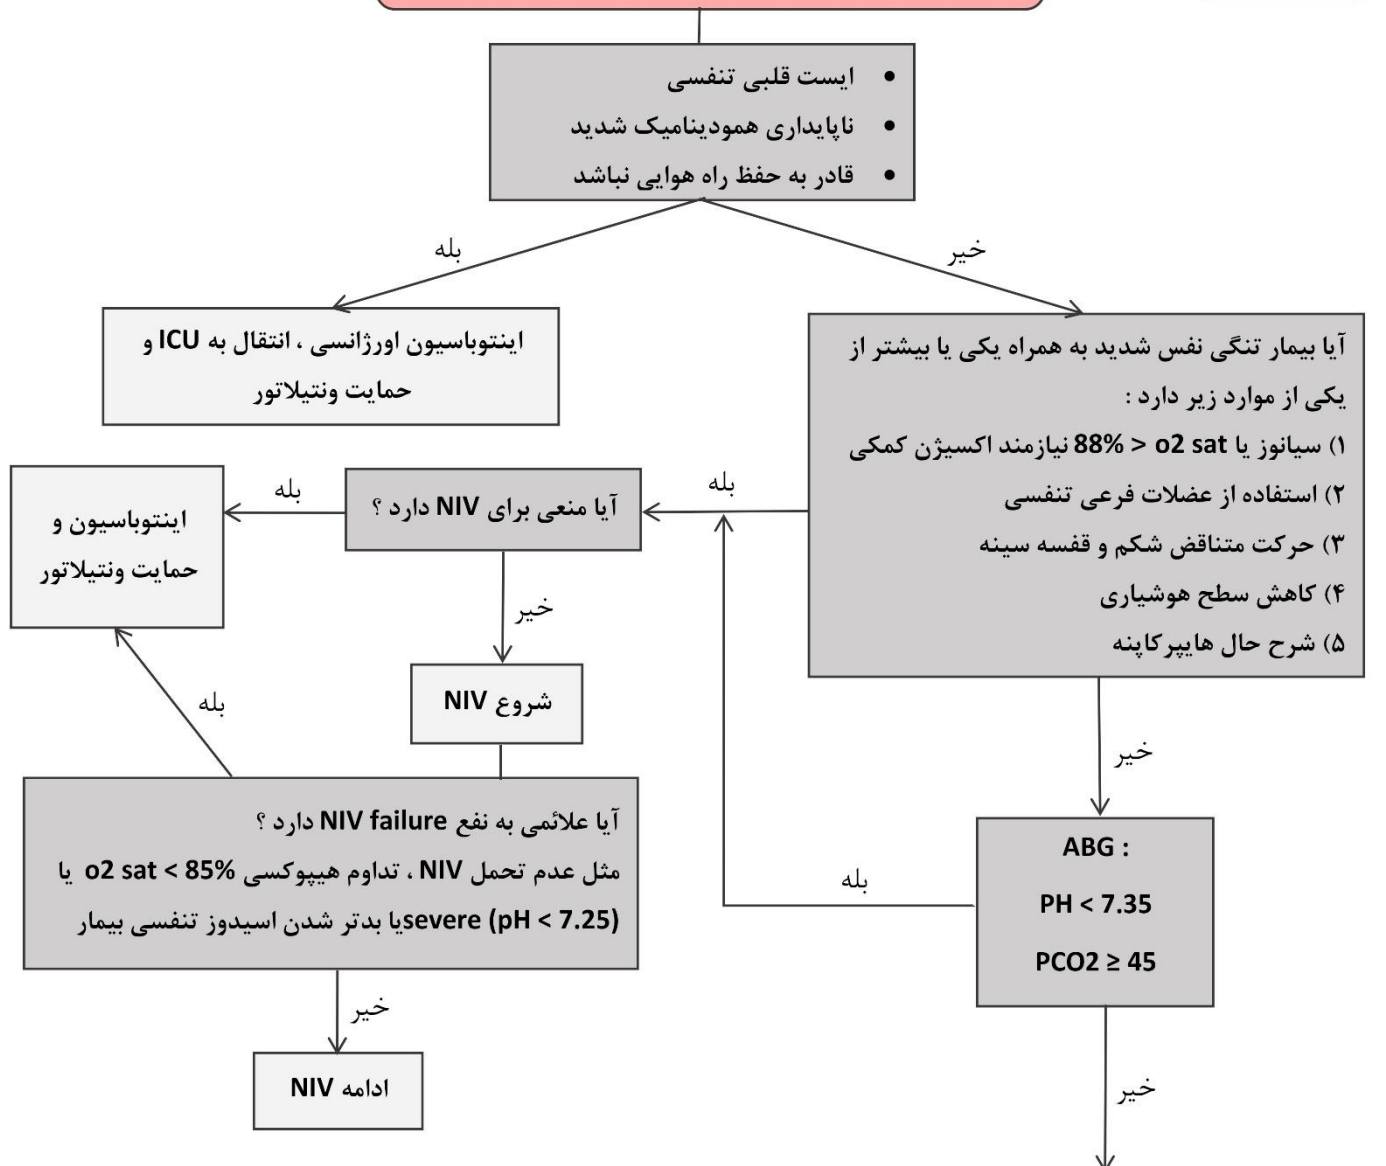 • ایست قلبی تنفسی
• ناپایداری همودینامیک شدید
• قادر به حفظ راه هوایی نباشد
خیر
بله
آیا بیمار تنگی نفس شدید به همراه یکی یا بیشتر از
یکی از موارد زیر دارد :
۱) سیانوز یا o2 sat < 88% نیازمند اکسیژن کمکی
۲) استفاده از عضلات فرعی تنفسی
۳) حرکت متناقض شکم و قفسه سینه
۴) کاهش سطح هوشیاری
۵) شرح حال هایپرکاپنه
اینتوباسیون اورژانسی ، انتقال به ICU و
حمایت ونتیلاتور
بله
آیا منعی برای NIV دارد ؟
بله
اینتوباسیون و
حمایت ونتیلاتور
خیر
شروع NIV
بله
آیا علائمی به نفع NIV failure دارد ؟
مثل عدم تحمل NIV ، تداوم هیپوکسی o2 sat < 85% یا
severe (pH < 7.25) یا بدتر شدن اسیدوز تنفسی بیمار
خیر
ادامه NIV
خیر
ABG :
PH < 7.35
PCO2 ≥ 45
بله
خیر